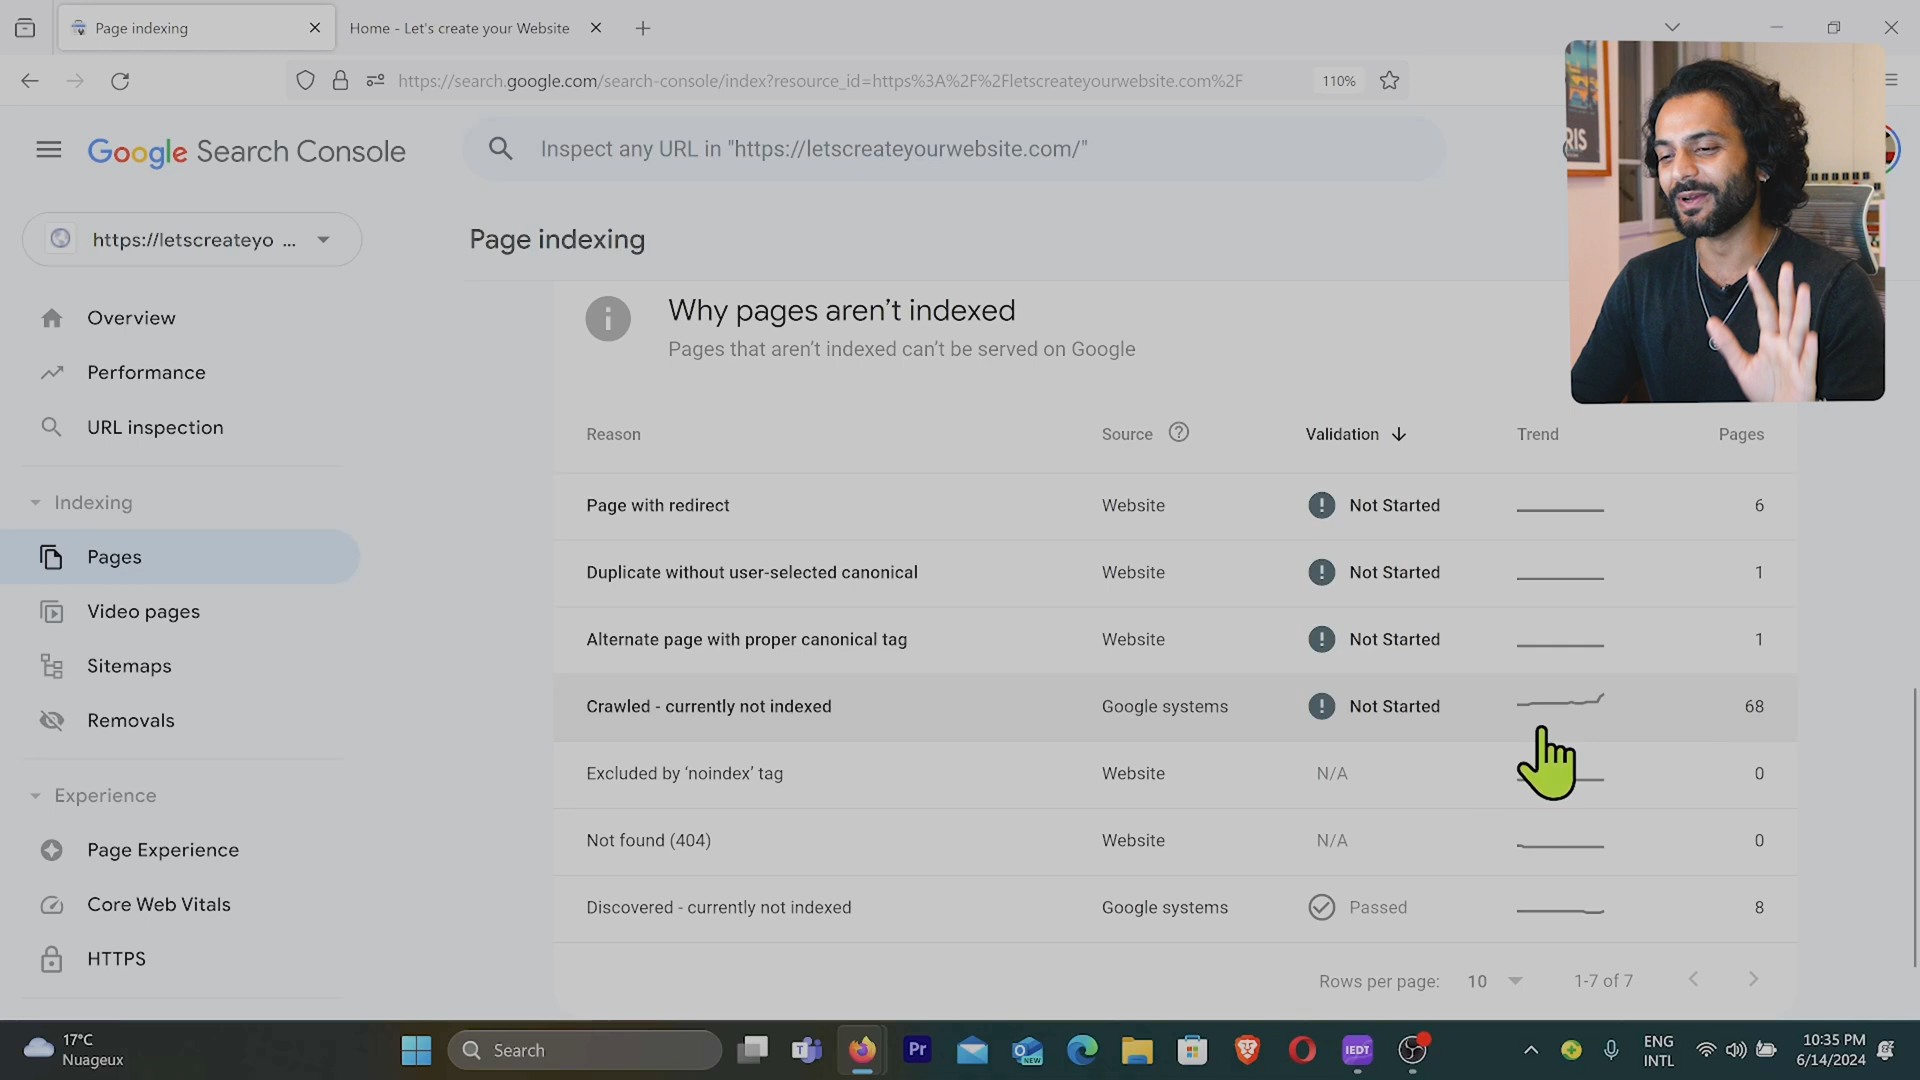 Page indexing
Home - Let's create your Website
https://search.google.com/search-console/index?resource_id=https%3A%2F%2Fletscreateyourwebsite.com%2F
110%
Google Search Console
Inspect any URL in "https://letscreateyourwebsite.com/"
RIS
https://letscreateyo ...
Page indexing
Overview
Performance
URL inspection
Indexing
Pages
Video pages
Sitemaps
Removals
Experience
Page Experience
Core Web Vitals
HTTPS
Why pages aren’t indexed
Pages that aren’t indexed can’t be served on Google
Reason Source Validation Trend Pages
Page with redirect Website Not Started 6
Duplicate without user-selected canonical Website Not Started 1
Alternate page with proper canonical tag Website Not Started 1
Crawled - currently not indexed Google systems Not Started 68
Excluded by ‘noindex’ tag Website N/A 0
Not found (404) Website N/A 0
Discovered - currently not indexed Google systems Passed 8
Rows per page: 10 1-7 of 7
17°C
Nuageux
Search
Pr
NEW
IEDT
ENG
INTL
10:35 PM
6/14/2024